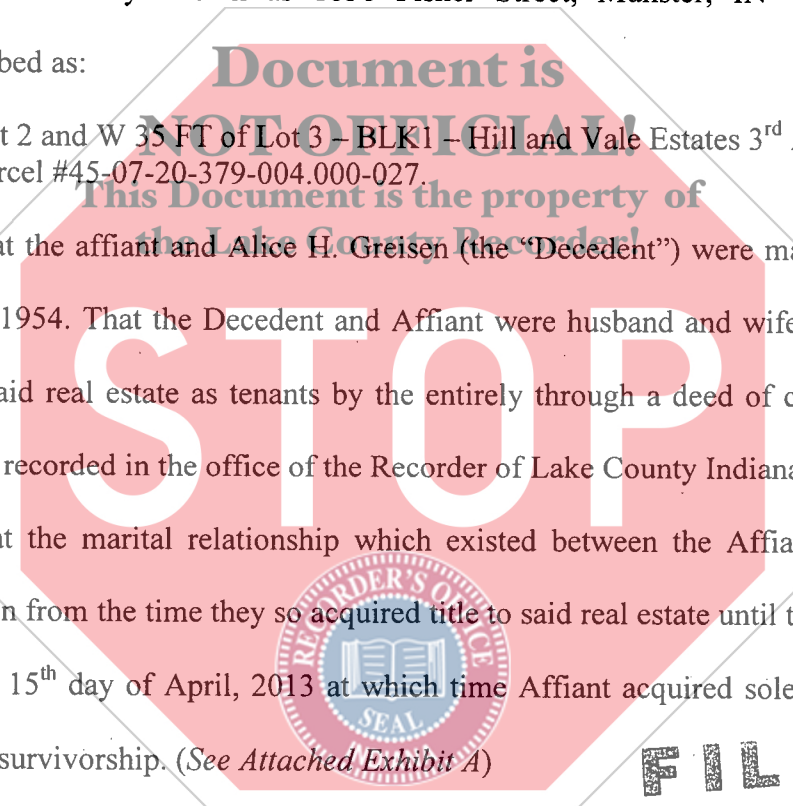 Document is
bed as:
t 2 and W 35 FT of Lot 3 – BLK1 – Hill and Vale Estates 3rd
NOT OFFICIAL!
rcel #45-07-20-379-004.000-027.
This Document is the property of
at the affiant and Alice H. Greisen (the “Decedent”) were ma
the Lake County Recorder!
1954. That the Decedent and Affiant were husband and wife
STOP
aid real estate as tenants by the entirely through a deed of c
recorded in the office of the Recorder of Lake County Indiana
at the marital relationship which existed between the Affia
n from the time they so acquired title to said real estate until t
RECORDER'S OFFICE
15th day of April, 2013 at which time Affiant acquired sole
SEAL
survivorship. (See Attached Exhibit A)
FIL